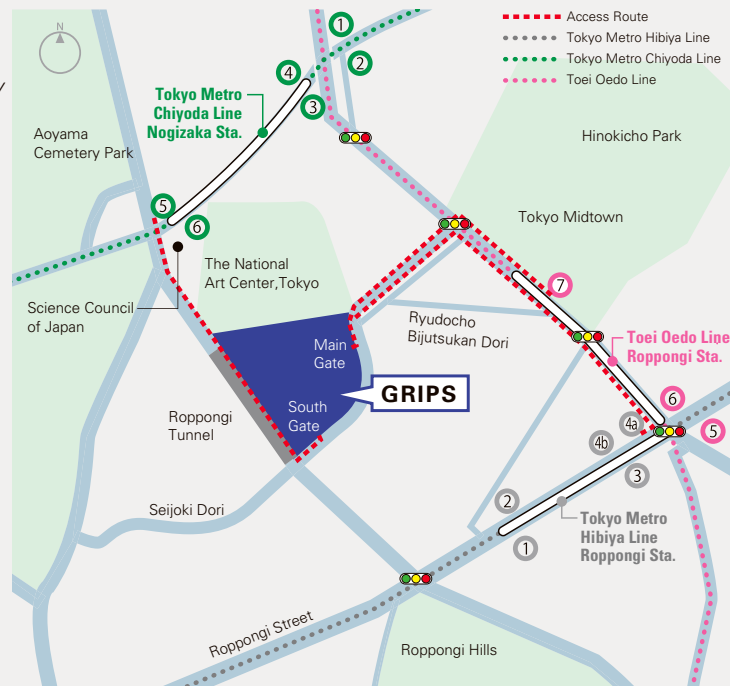 Access Route
Tokyo Metro Hibiya Line
Tokyo Metro Chiyoda Line
Toei Oedo Line
N
1
2
4
3
Tokyo Metro
Chiyoda Line
Nogizaka Sta.
Aoyama
Cemetery Park
Hinokicho Park
5
6
Tokyo Midtown
The National
Art Center,Tokyo
7
Science Council
of Japan
Ryudocho
Bijutsukan Dori
Main
Gate
Toei Oedo Line
Roppongi Sta.
GRIPS
South
Gate
Roppongi
Tunnel
6
4a
5
4b
3
2
1
Seijoki Dori
Tokyo Metro
Hibiya Line
Roppongi Sta.
Roppongi Street
Roppongi Hills